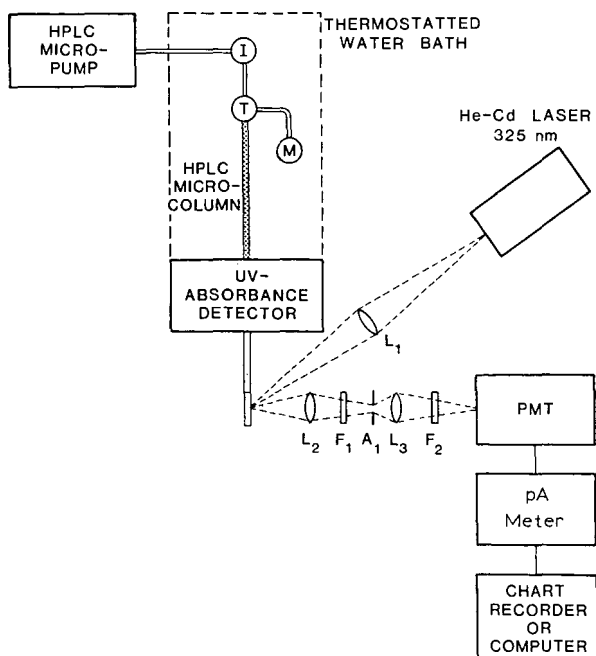 HPLC
MICRO-
PUMP
I
T
M
THERMOSTATTED
WATER BATH
HPLC
MICRO-
COLUMN
UV-
ABSORBANCE
DETECTOR
He-Cd LASER
325 nm
L1
L2 F1 A1 L3 F2
PMT
pA
Meter
CHART
RECORDER
OR
COMPUTER